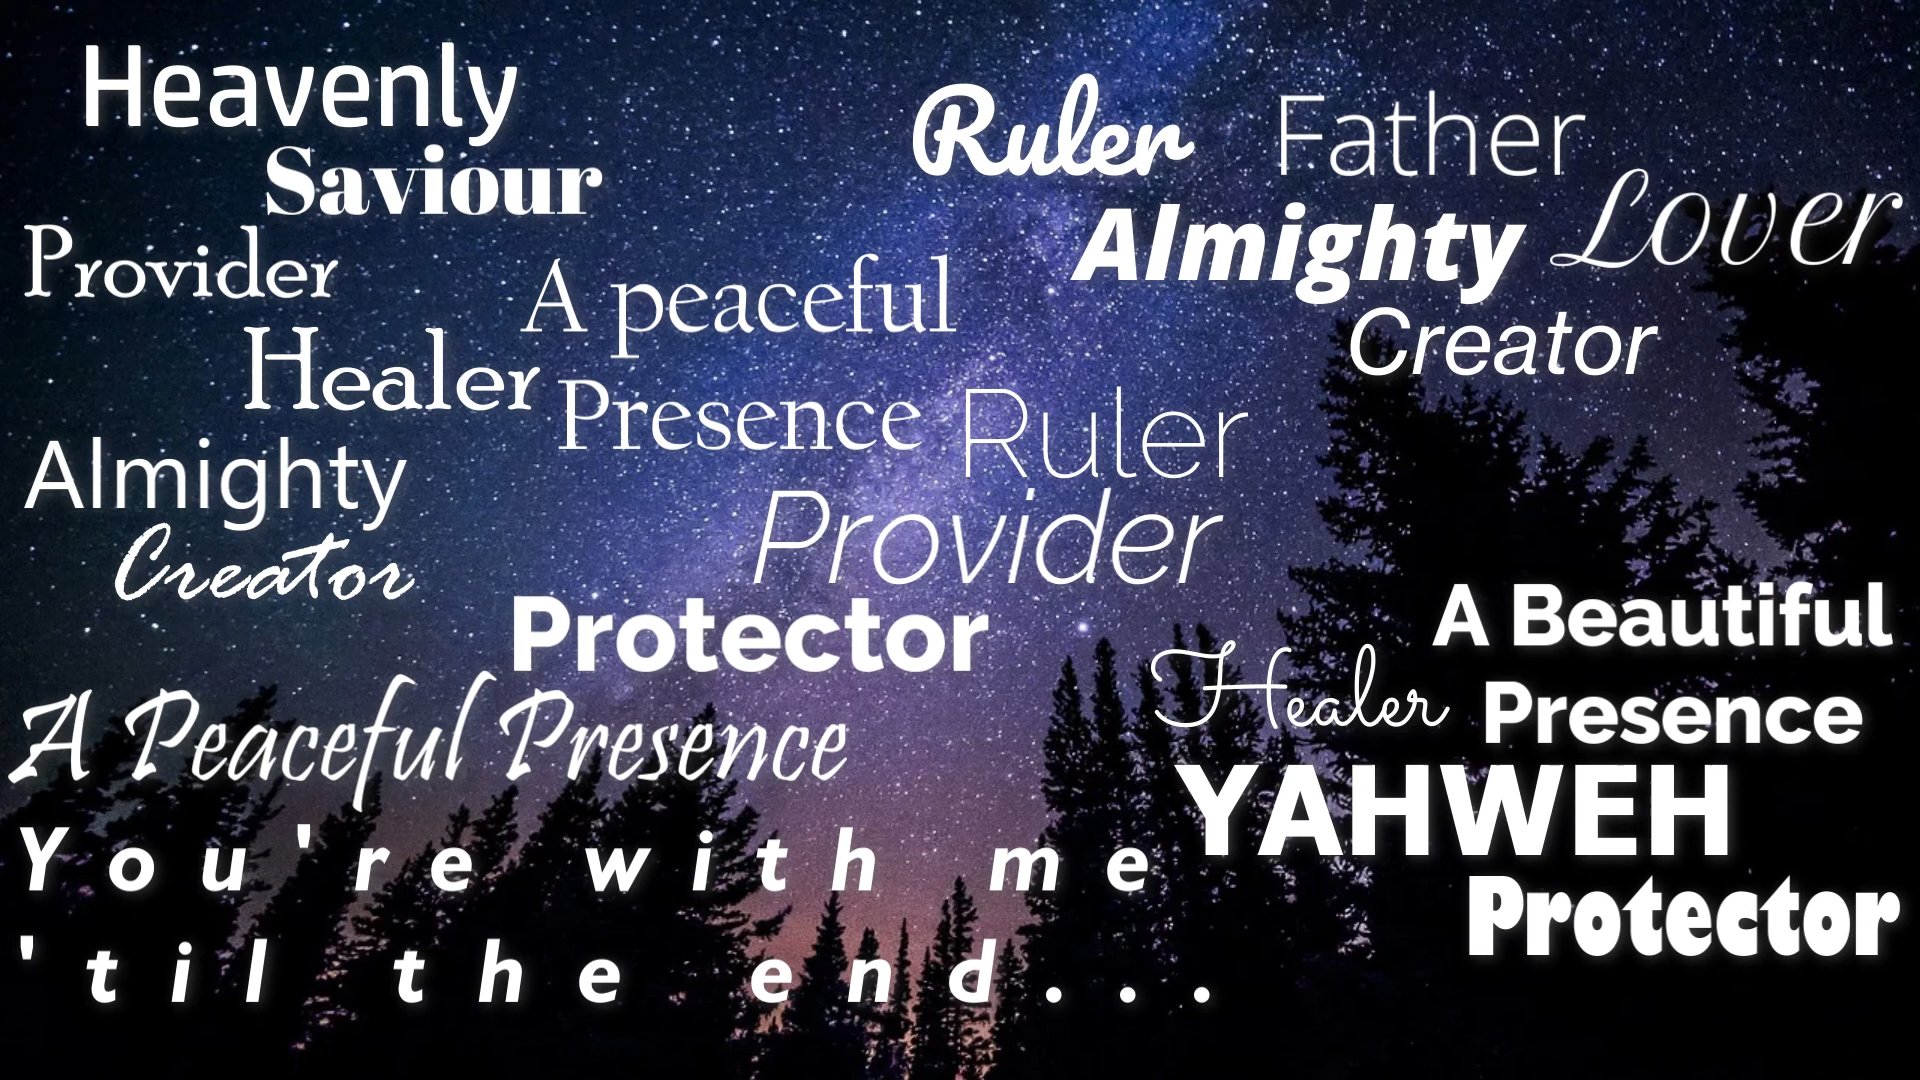 Heavenly
Saviour
Provider
Healer
Almighty
Creator
A peaceful
Presence
Ruler
Father
Almighty
Lover
Creator
Ruler
Provider
Protector
A Peaceful Presence
You're with me
'til the end...
Healer
A Beautiful
Presence
YAHWEH
Protector